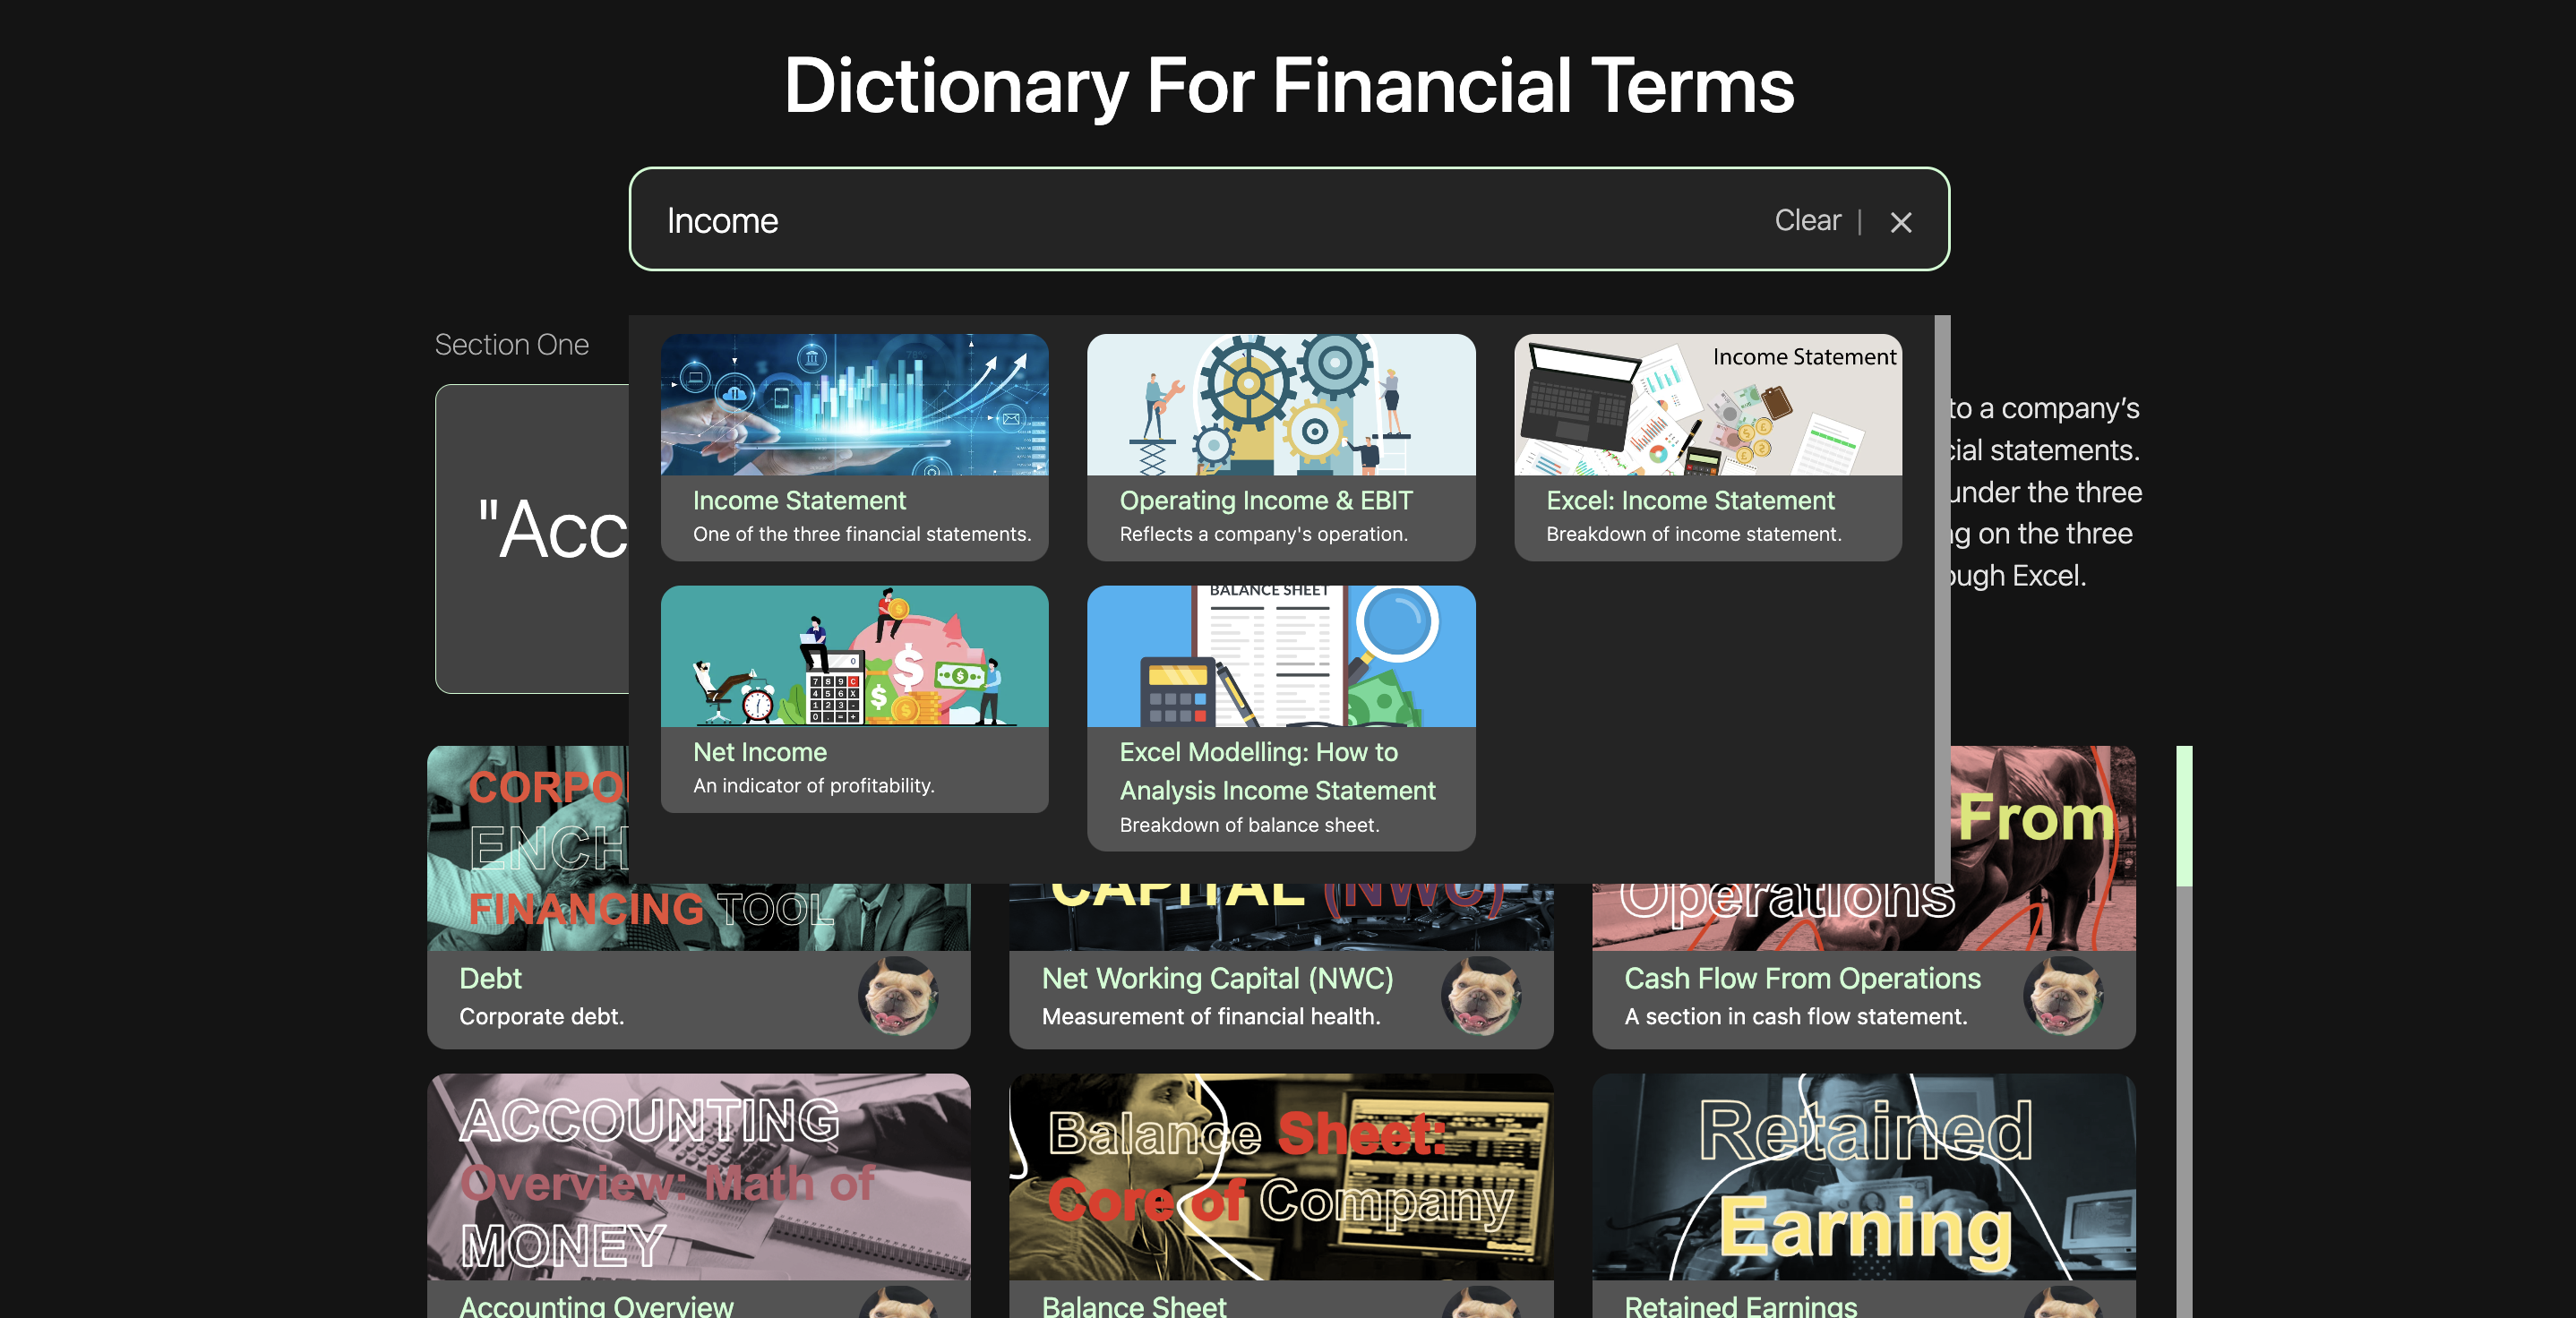 Dictionary For Financial Terms
Income
Clear |
Section One
"Acc
to a company's
cial statements.
under the three
ng on the three
ough Excel.
Income Statement
Income Statement
One of the three financial statements.
Operating Income & EBIT
Reflects a company's operation.
Excel: Income Statement
Breakdown of income statement.
BALANCE SHEET
Net Income
An indicator of profitability.
Excel Modelling: How to
Analysis Income Statement
Breakdown of balance sheet.
CORPO
ENCH
FINANCING TOOL
CAPITAL (NWC)
From
Operations
Debt
Corporate debt.
Net Working Capital (NWC)
Measurement of financial health.
Cash Flow From Operations
A section in cash flow statement.
ACCOUNTING
Overview: Math of
MONEY
Balance Sheet:
Core of Company
Retained
Earning
Accounting Overview
Balance Sheet
Retained Earnings